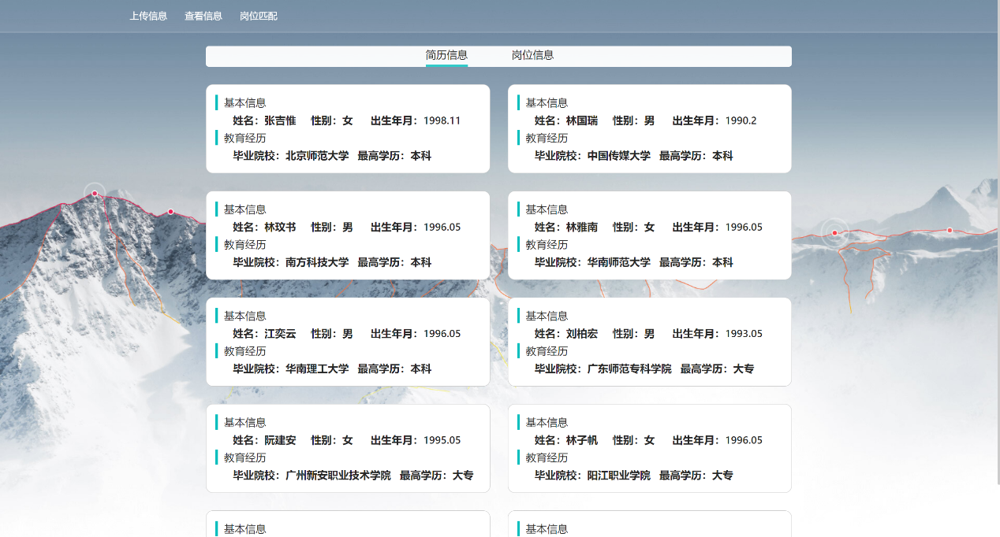 上传信息 查看信息 岗位匹配
简历信息 岗位信息
基本信息
姓名：张吉惟 性别：女 出生年月：1998.11
教育经历
毕业院校：北京师范大学 最高学历：本科
基本信息
姓名：林国瑞 性别：男 出生年月：1990.2
教育经历
毕业院校：中国传媒大学 最高学历：本科
基本信息
姓名：林玟书 性别：男 出生年月：1996.05
教育经历
毕业院校：南方科技大学 最高学历：本科
基本信息
姓名：林雅南 性别：女 出生年月：1996.05
教育经历
毕业院校：华南师范大学 最高学历：本科
基本信息
姓名：江奕云 性别：男 出生年月：1996.05
教育经历
毕业院校：华南理工大学 最高学历：本科
基本信息
姓名：刘柏宏 性别：男 出生年月：1993.05
教育经历
毕业院校：广东师范专科学院 最高学历：大专
基本信息
姓名：阮建安 性别：女 出生年月：1995.05
教育经历
毕业院校：广州新安职业技术学院 最高学历：大专
基本信息
姓名：林子帆 性别：女 出生年月：1996.05
教育经历
毕业院校：阳江职业学院 最高学历：大专
基本信息
基本信息